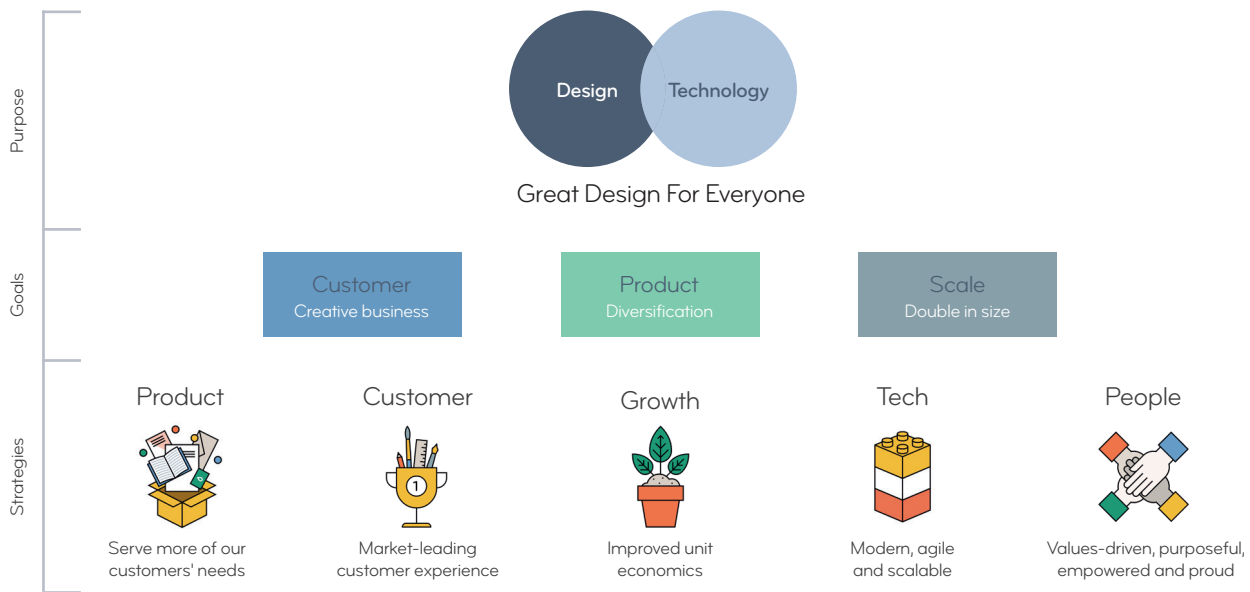 Purpose
Design
Technology
Great Design For Everyone
Goals
Customer
Creative business
Product
Diversification
Scale
Double in size
Strategies
Product
Serve more of our
customers' needs
Customer
1
Market-leading
customer experience
Growth
Improved unit
economics
Tech
Modern, agile
and scalable
People
Values-driven, purposeful,
empowered and proud